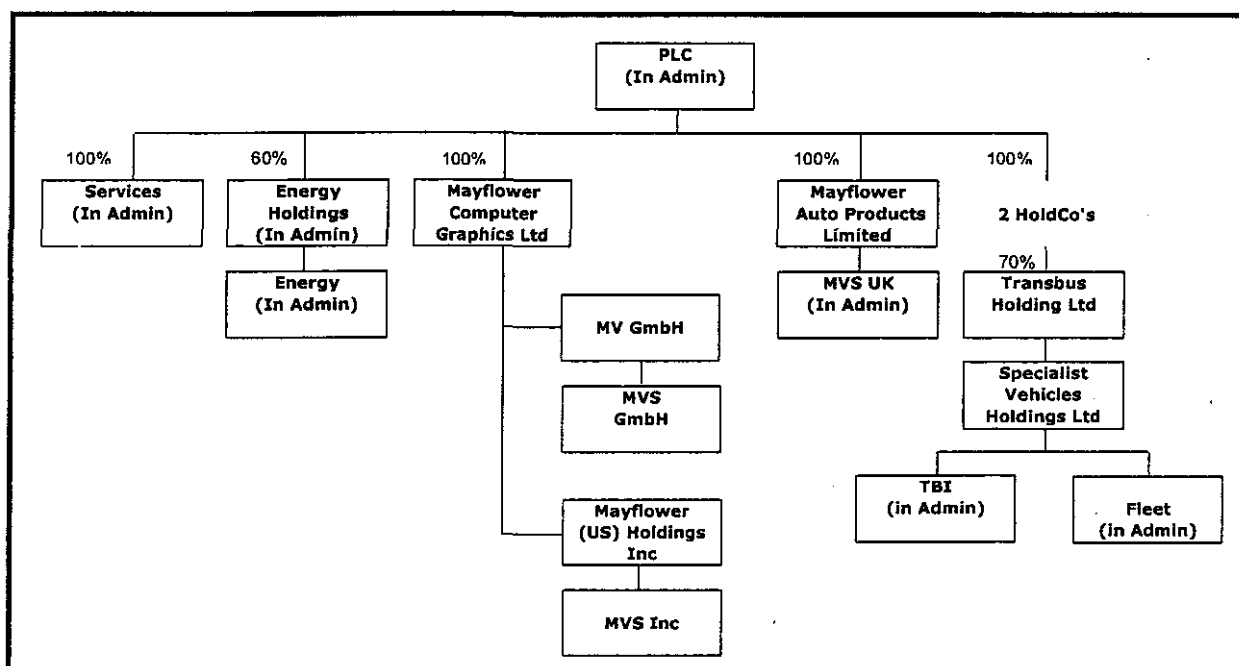 PLC
(In Admin)
100%
60%
100%
100%
100%
Services
(In Admin)
Energy
Holdings
(In Admin)
Mayflower
Computer
Graphics Ltd
Mayflower
Auto Products
Limited
2 HoldCo's
70%
Energy
(In Admin)
MVS UK
(In Admin)
Transbus
Holding Ltd
MV GmbH
MVS
GmbH
Specialist
Vehicles
Holdings Ltd
TBI
(in Admin)
Fleet
(in Admin)
Mayflower
(US) Holdings
Inc
MVS Inc